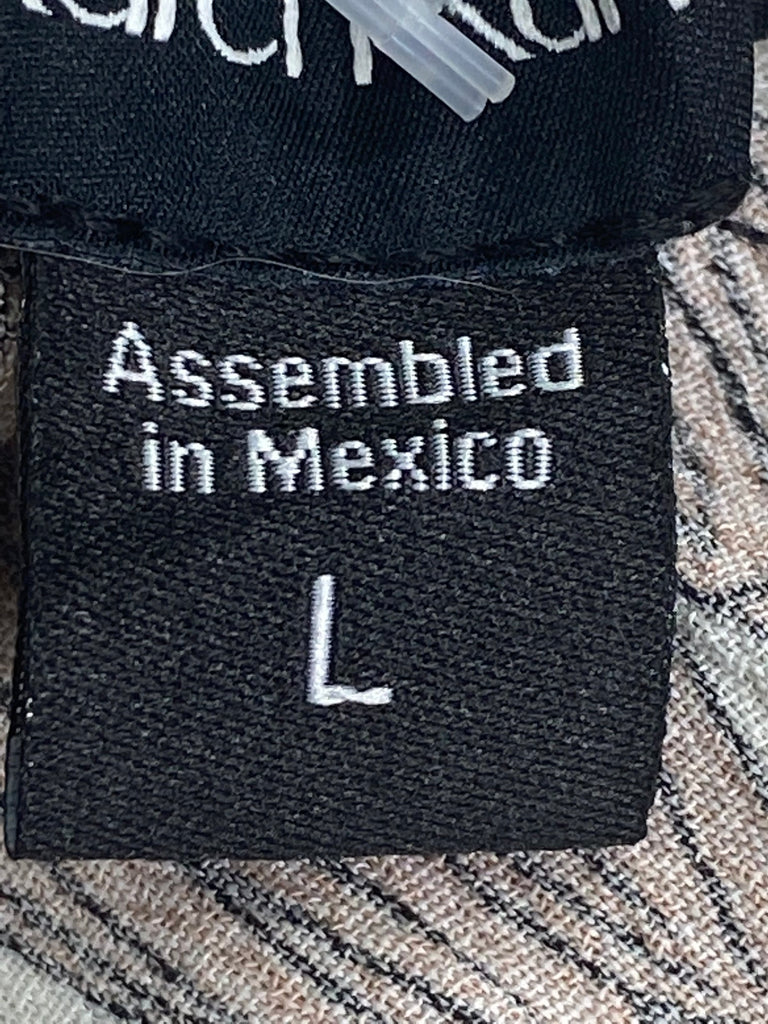 Assembled
in Mexico
L